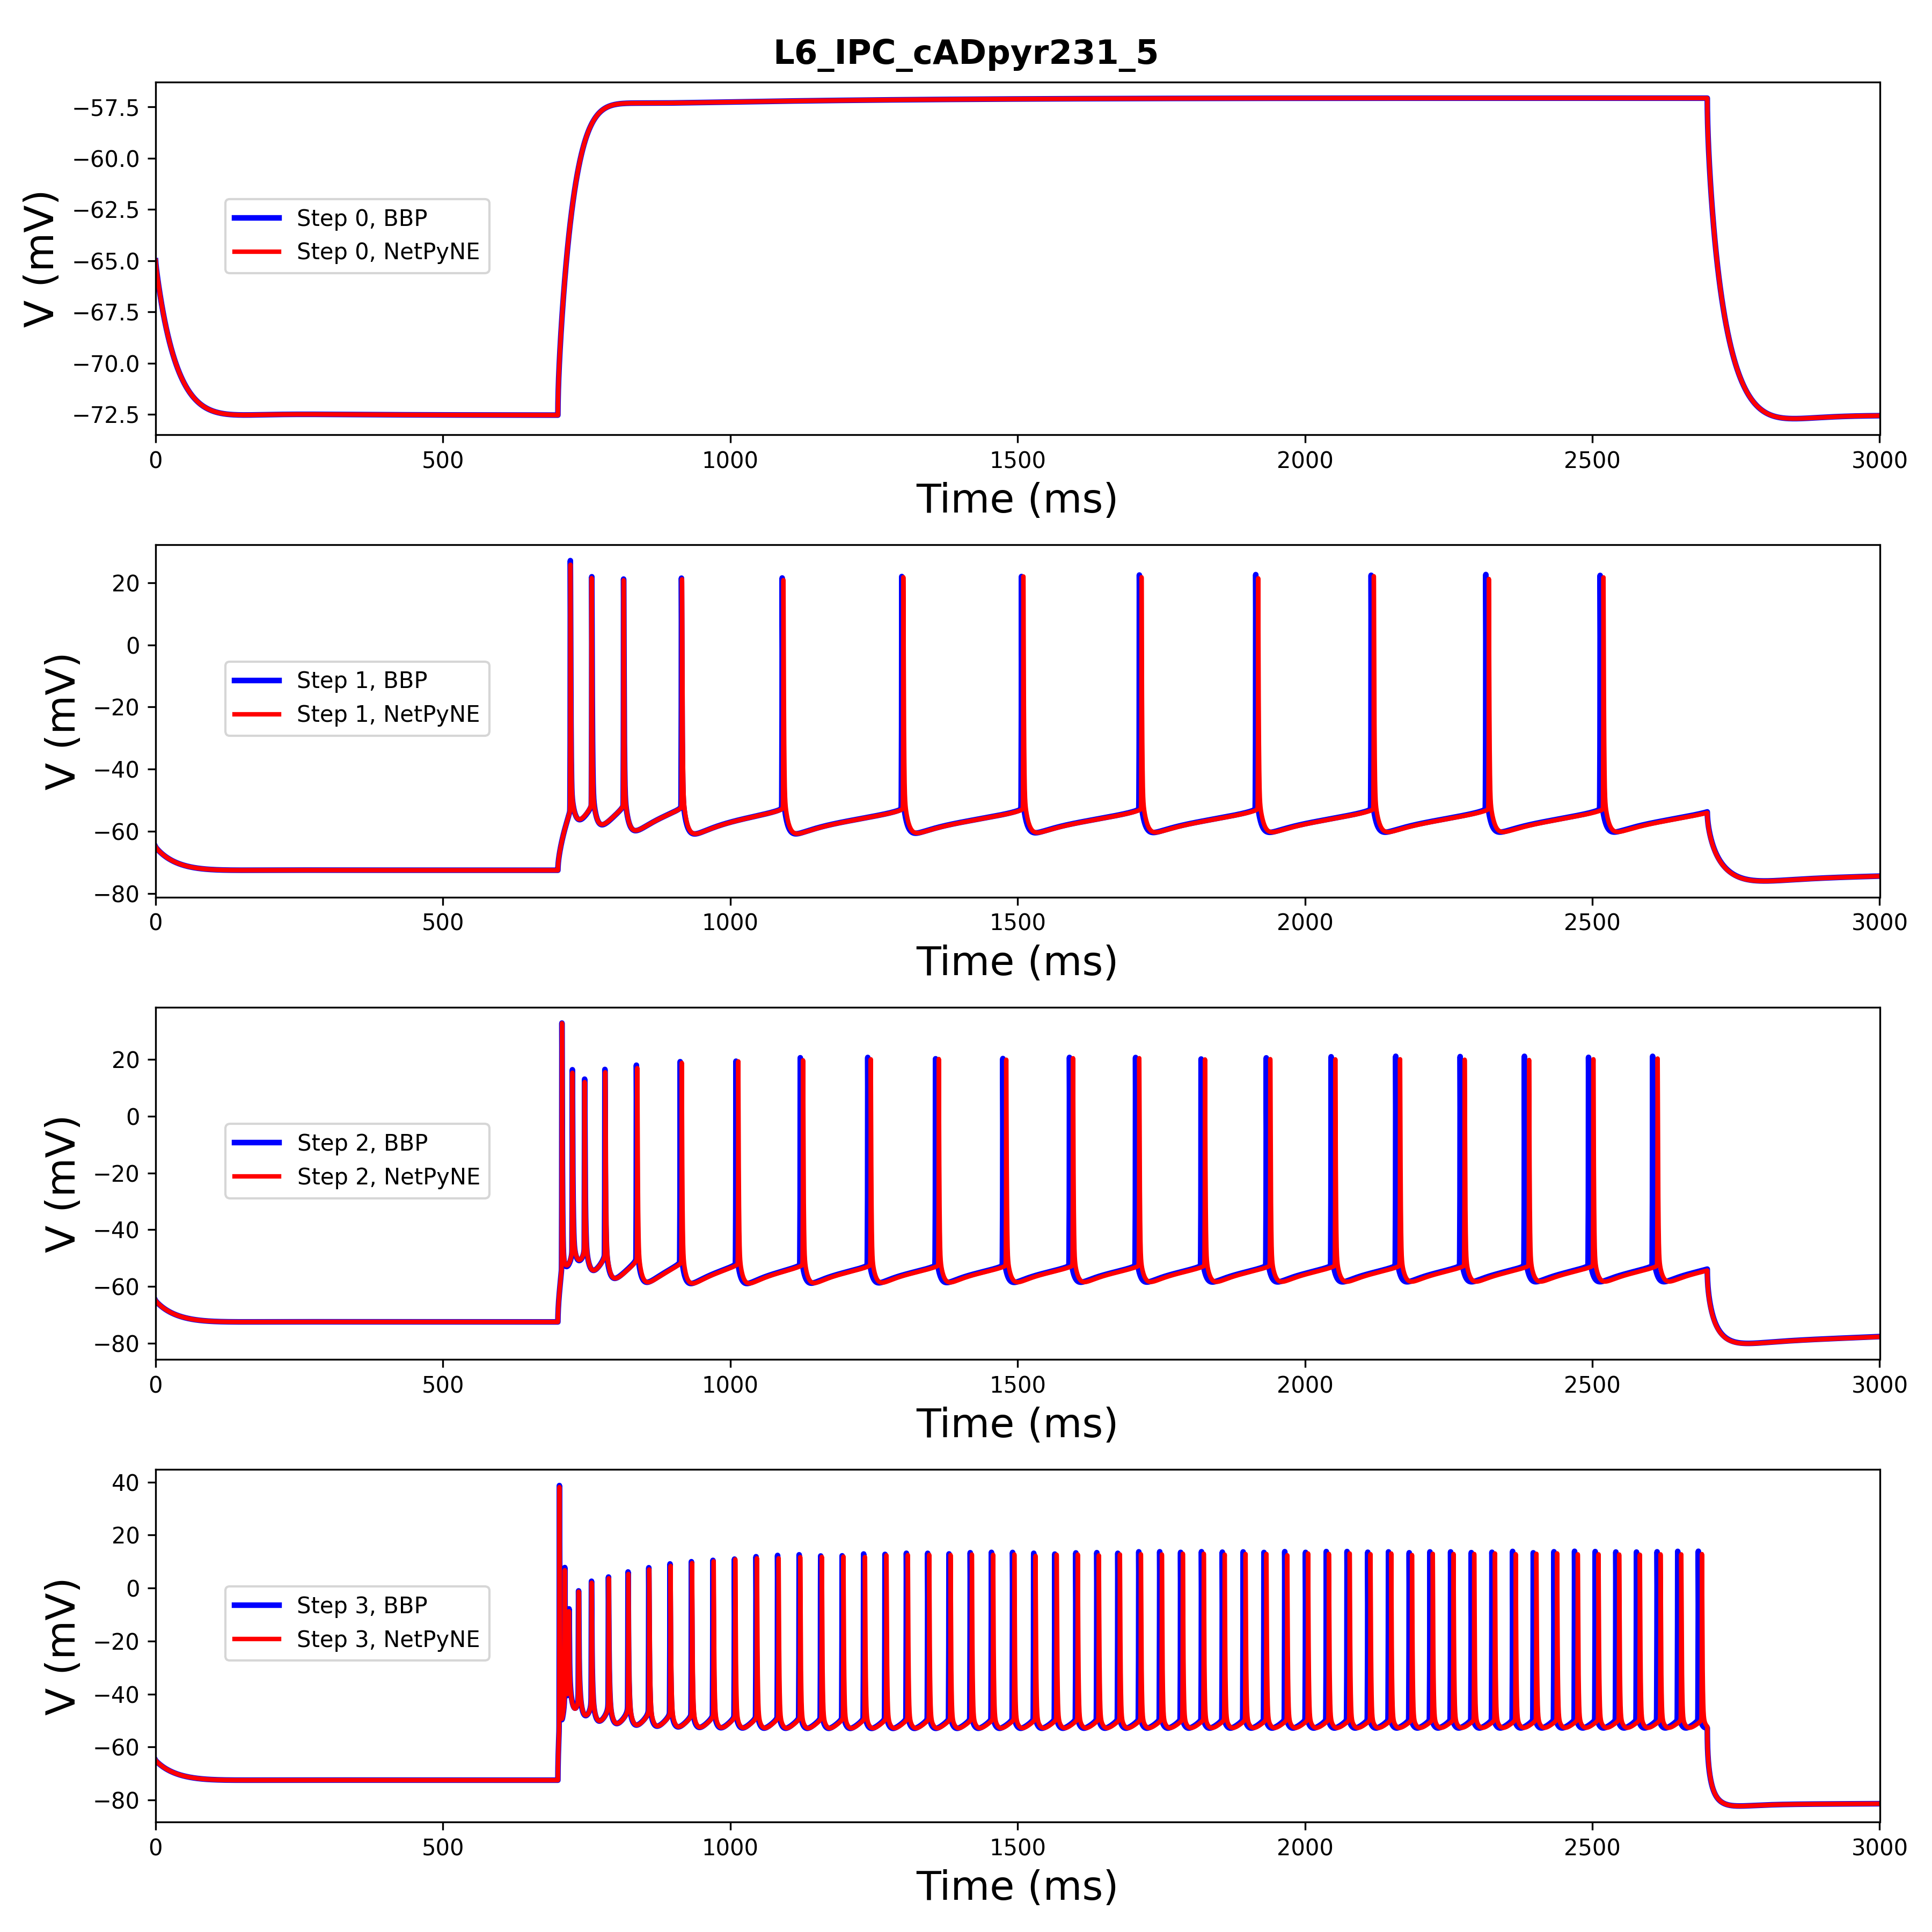 L6_IPC_cADpyr231_5
V (mV)
−57.5
−60.0
−62.5
−65.0
−67.5
−70.0
−72.5
Step 0, BBP
Step 0, NetPyNE
0 500 1000 1500 2000 2500 3000
Time (ms)
V (mV)
20
0
−20
−40
−60
−80
Step 1, BBP
Step 1, NetPyNE
0 500 1000 1500 2000 2500 3000
Time (ms)
V (mV)
20
0
−20
−40
−60
−80
Step 2, BBP
Step 2, NetPyNE
0 500 1000 1500 2000 2500 3000
Time (ms)
V (mV)
40
20
0
−20
−40
−60
−80
Step 3, BBP
Step 3, NetPyNE
0 500 1000 1500 2000 2500 3000
Time (ms)